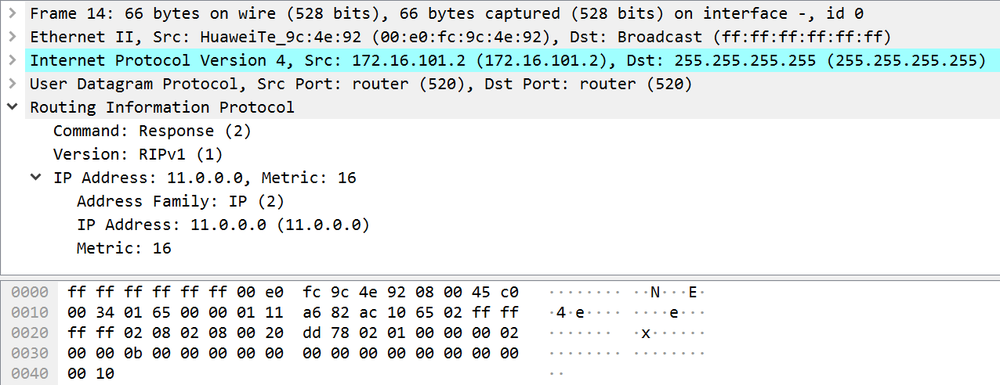 Frame 14: 66 bytes on wire (528 bits), 66 bytes captured (528 bits) on interface -, id 0
Ethernet II, Src: HuaweiTe_9c:4e:92 (00:e0:fc:9c:4e:92), Dst: Broadcast (ff:ff:ff:ff:ff:ff)
Internet Protocol Version 4, Src: 172.16.101.2 (172.16.101.2), Dst: 255.255.255.255 (255.255.255.255)
User Datagram Protocol, Src Port: router (520), Dst Port: router (520)
Routing Information Protocol
Command: Response (2)
Version: RIPv1 (1)
IP Address: 11.0.0.0, Metric: 16
Address Family: IP (2)
IP Address: 11.0.0.0 (11.0.0.0)
Metric: 16
0000 ff ff ff ff ff ff 00 e0 fc 9c 4e 92 08 00 45 c0 ········ ··N···E·
0010 00 34 01 65 00 00 01 11 a6 82 ac 10 65 02 ff ff ·4·e···· ····e···
0020 ff ff 02 08 02 08 00 20 dd 78 02 01 00 00 00 02 ·······  ·x······
0030 00 00 0b 00 00 00 00 00 00 00 00 00 00 00 00 00 ········ ········
0040 00 10 ··